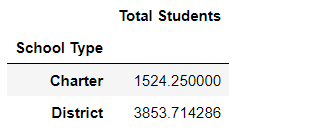 Total Students
School Type
Charter 1524.250000
District 3853.714286